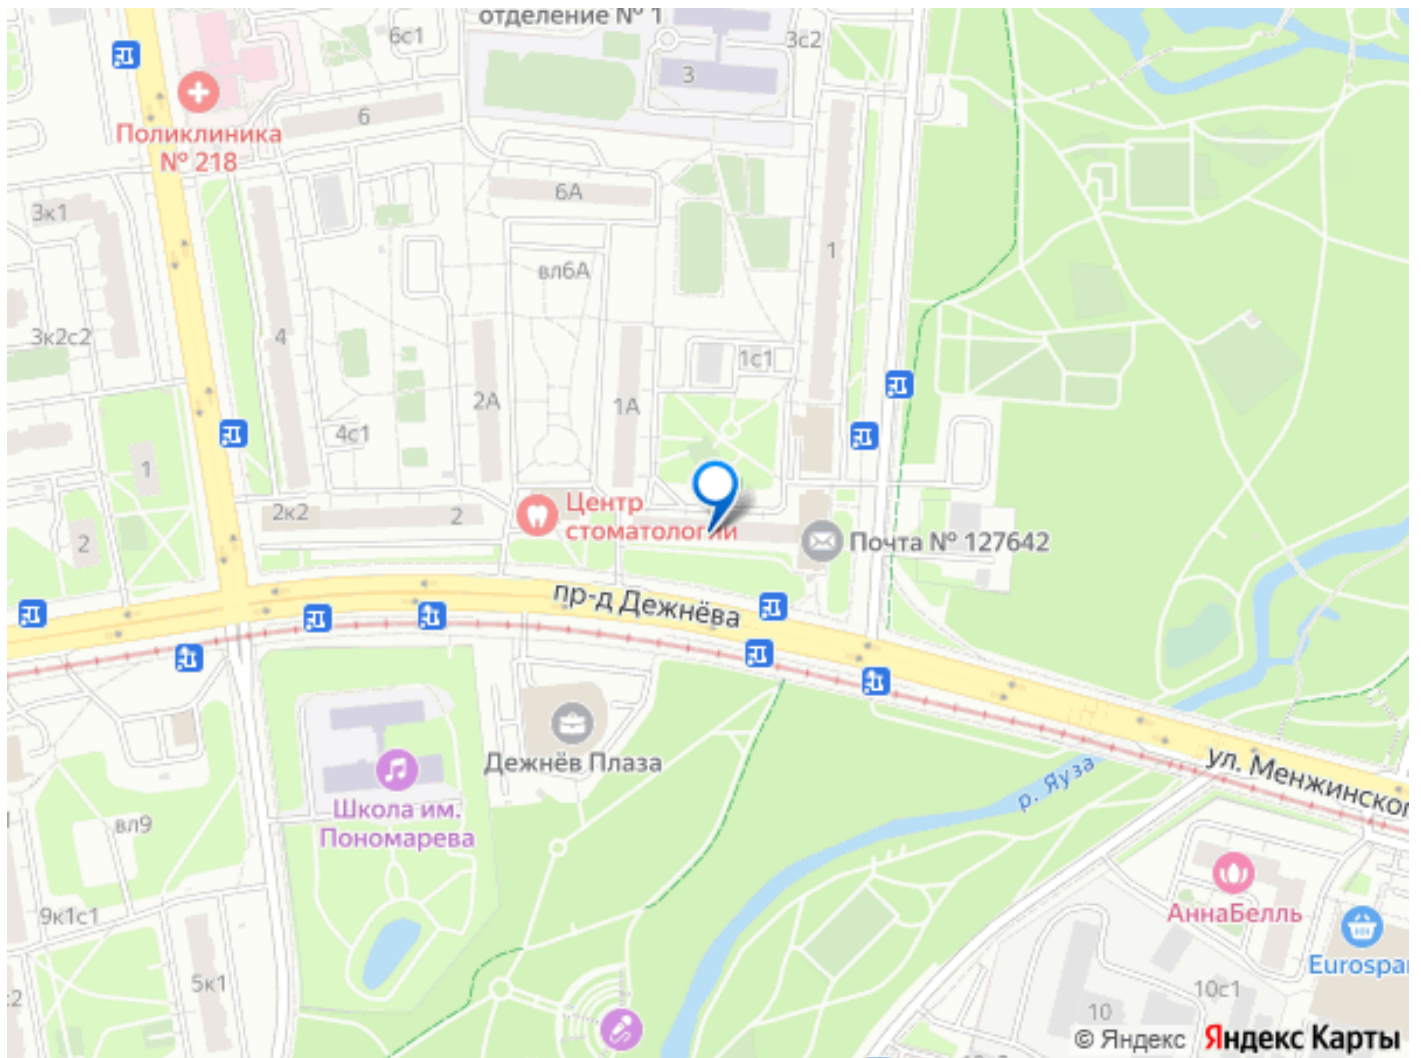 отделение № 1
6с1
3с2
3
Поликлиника
№ 218
6
6А
3к1
1
вл6А
3к2с2
4
1с1
2А
1А
4с1
1
2к2
2
Центр
стоматологии
2
Почта № 127642
пр-д Дежнёва
Дежнёв Плаза
ул. Менжинског
р. Яуза
Школа им.
Пономарева
вл9
АннаБелль
9к1с1
Eurospar
5к1
10с1
10
© Яндекс Яндекс Карты